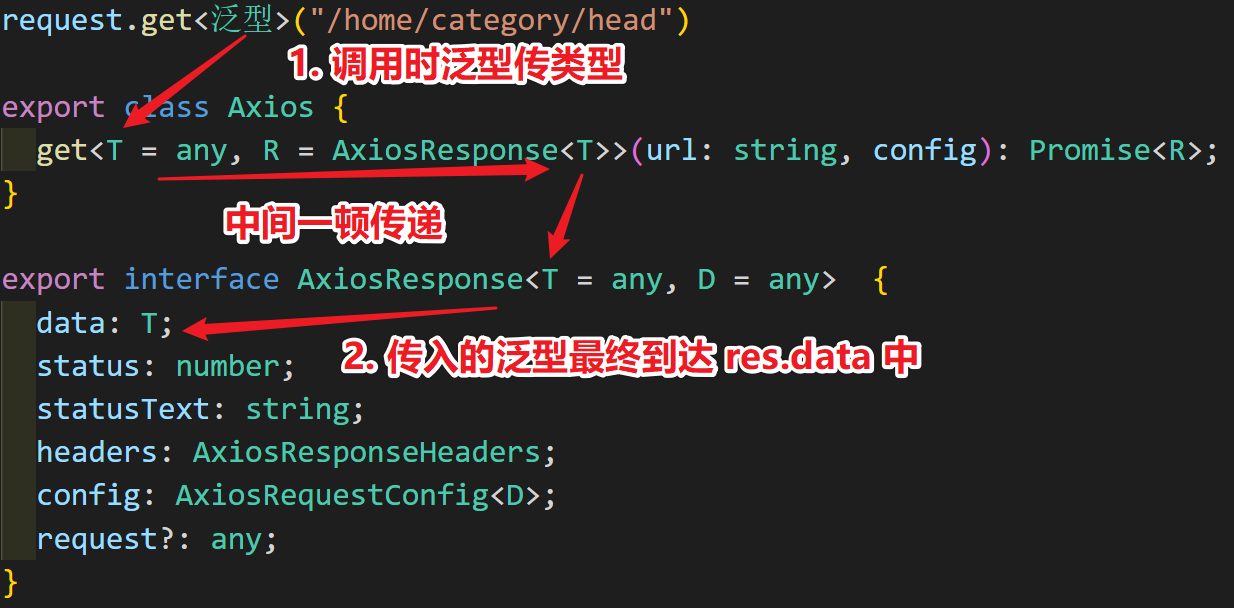 request.get<泛型>("/home/category/head")
1. 调用时泛型传类型
export class Axios {
get<T = any, R = AxiosResponse<T>>(url: string, config): Promise<R>;
}
中间一顿传递
export interface AxiosResponse<T = any, D = any> {
data: T;
2. 传入的泛型最终到达 res.data 中
status: number;
statusText: string;
headers: AxiosResponseHeaders;
config: AxiosRequestConfig<D>;
request?: any;
}